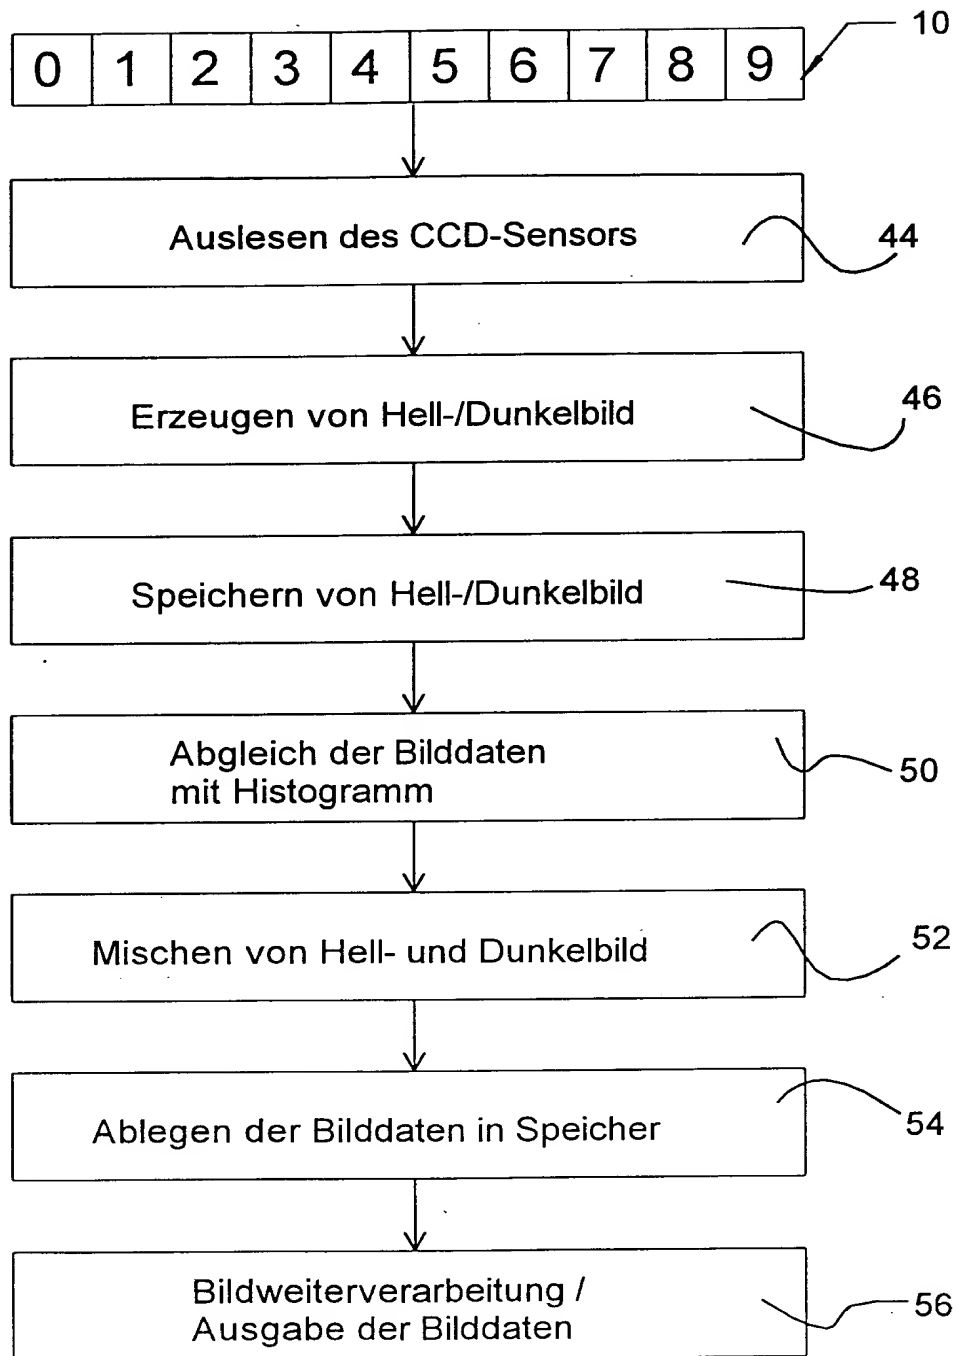 0 1 2 3 4 5 6 7 8 9
10
Auslesen des CCD-Sensors
44
Erzeugen von Hell-/Dunkelbild
46
Speichern von Hell-/Dunkelbild
48
Abgleich der Bilddaten
mit Histogramm
50
Mischen von Hell- und Dunkelbild
52
Ablegen der Bilddaten in Speicher
54
Bildweiterverarbeitung /
Ausgabe der Bilddaten
56